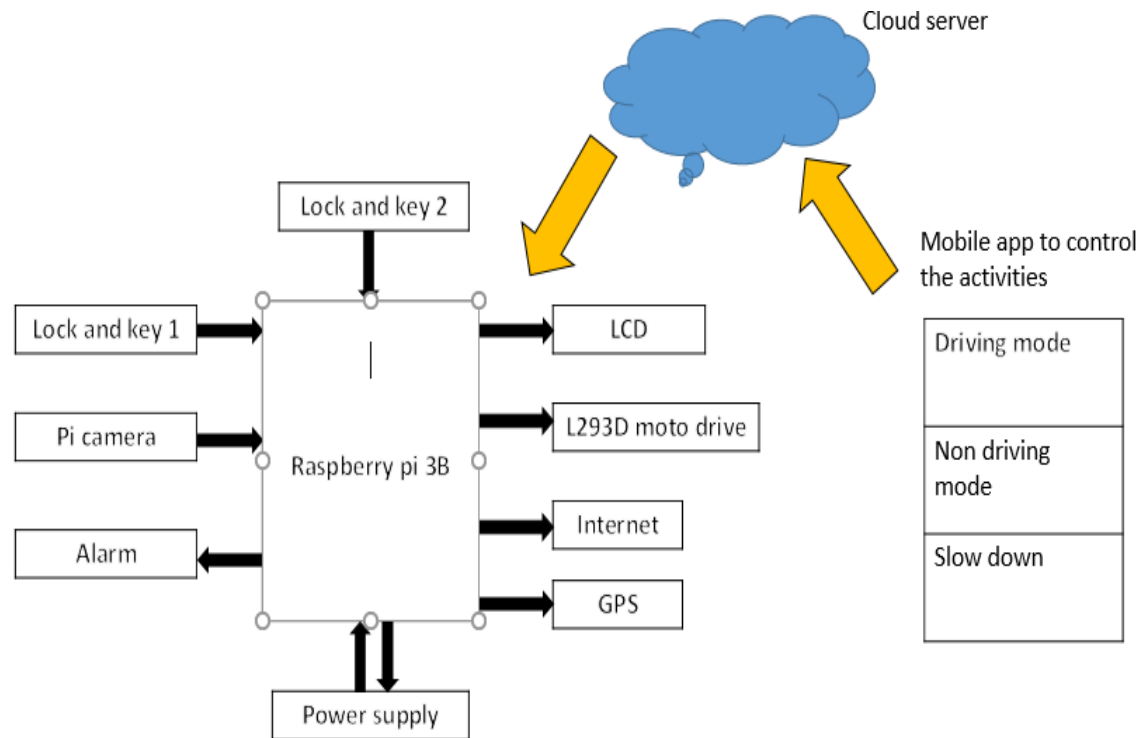 Cloud server
Lock and key 2
Mobile app to control
the activities
Lock and key 1
LCD
Driving mode
Pi camera
L293D moto drive
Raspberry pi 3B
Non driving
mode
Internet
Alarm
Slow down
GPS
Power supply